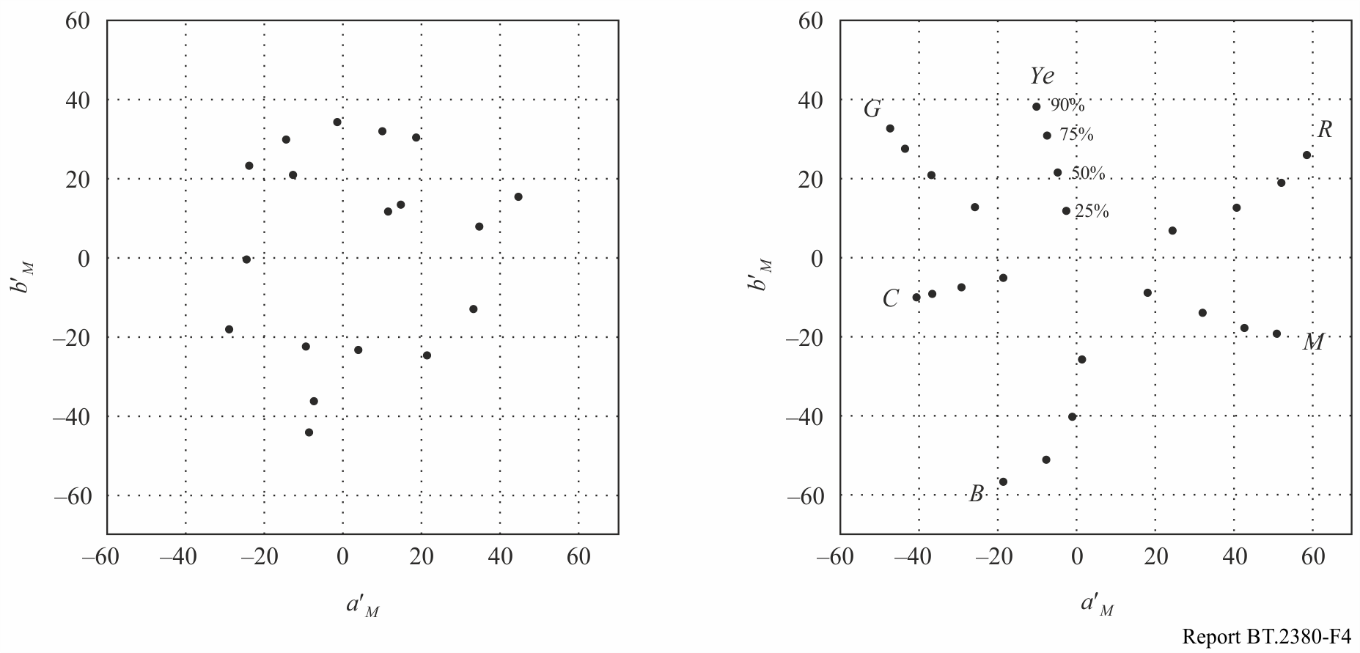 60
40
20
0
–20
–40
–60
b′M
–60 –40 –20 0 20 40 60
a′M
60
40
20
0
–20
–40
–60
b′M
Ye
90%
75%
50%
25%
G
R
C
M
B
–60 –40 –20 0 20 40 60
a′M
Report BT.2380-F4